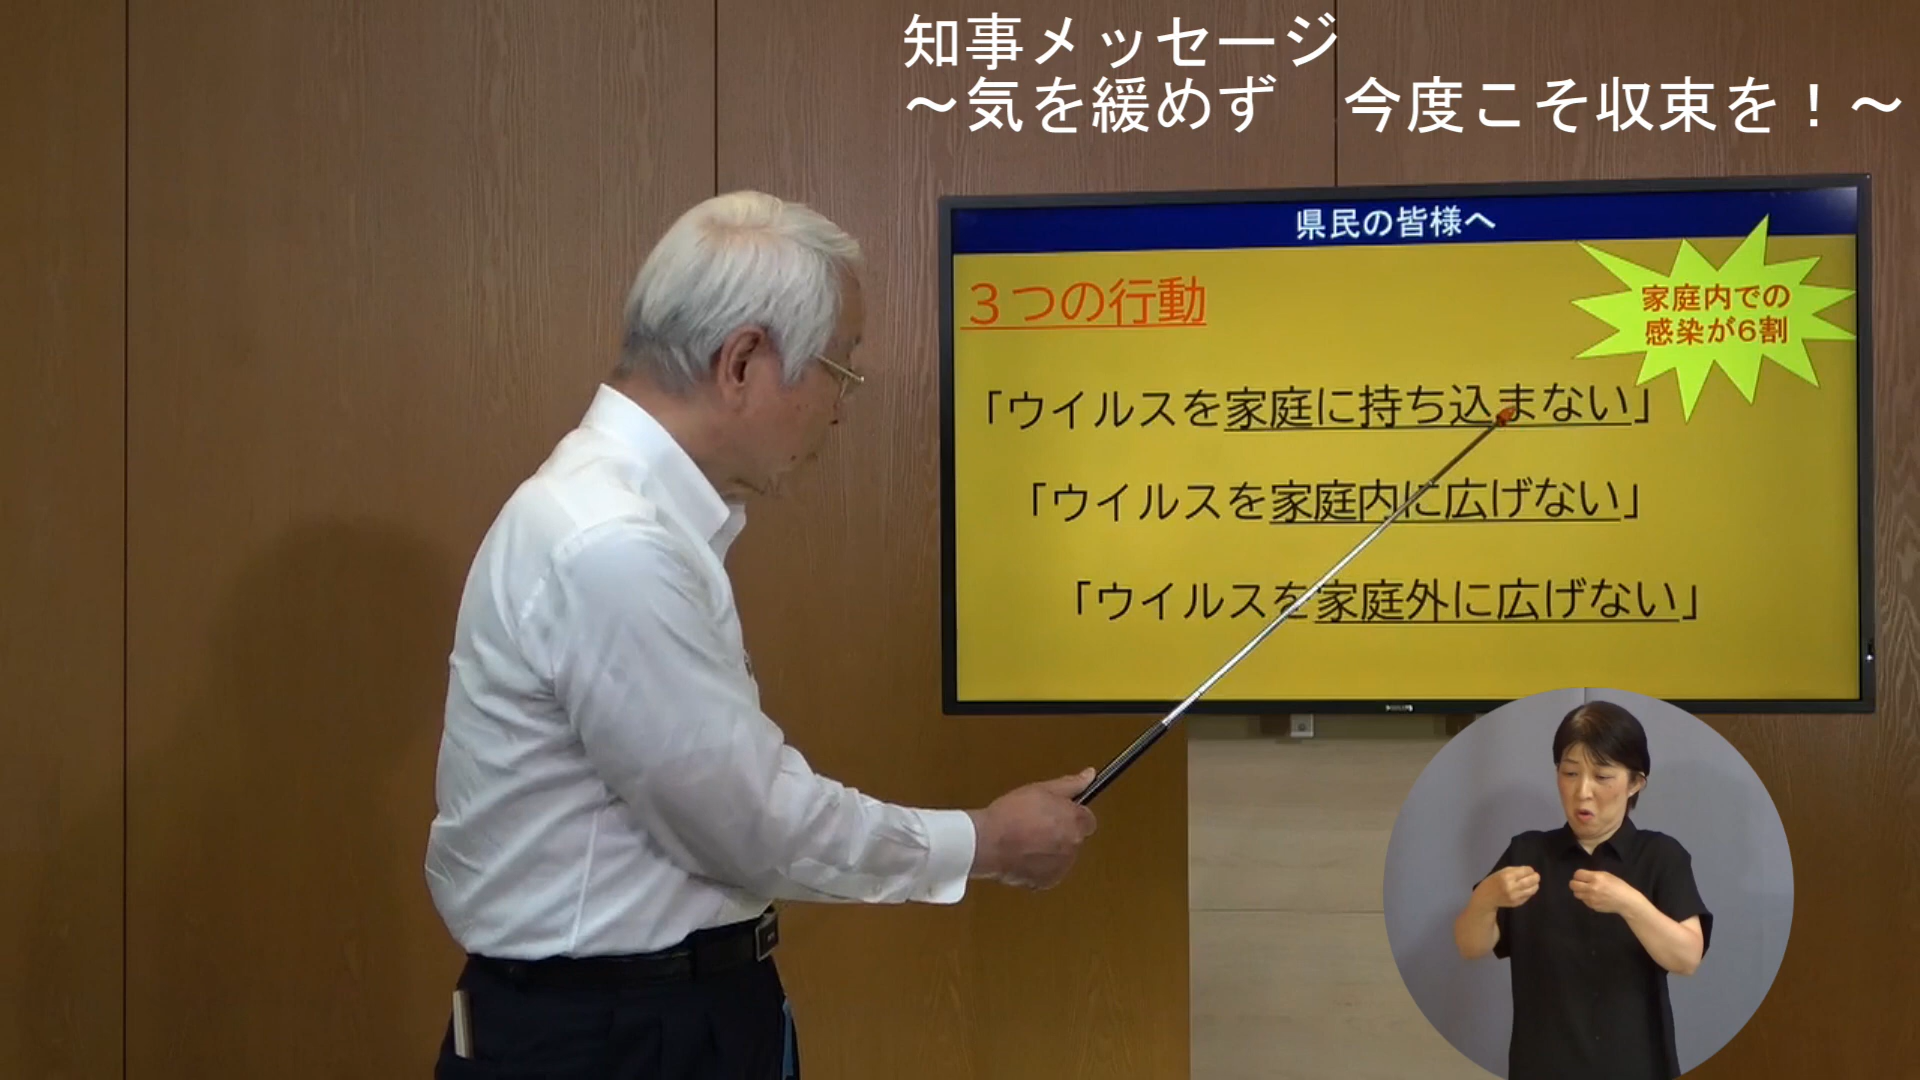 知事メッセージ
～気を緩めず　今度こそ収束を！～
県民の皆様へ
３つの行動
家庭内での
感染が６割
「ウイルスを家庭に持ち込まない」
「ウイルスを家庭内に広げない」
「ウイルスを家庭外に広げない」